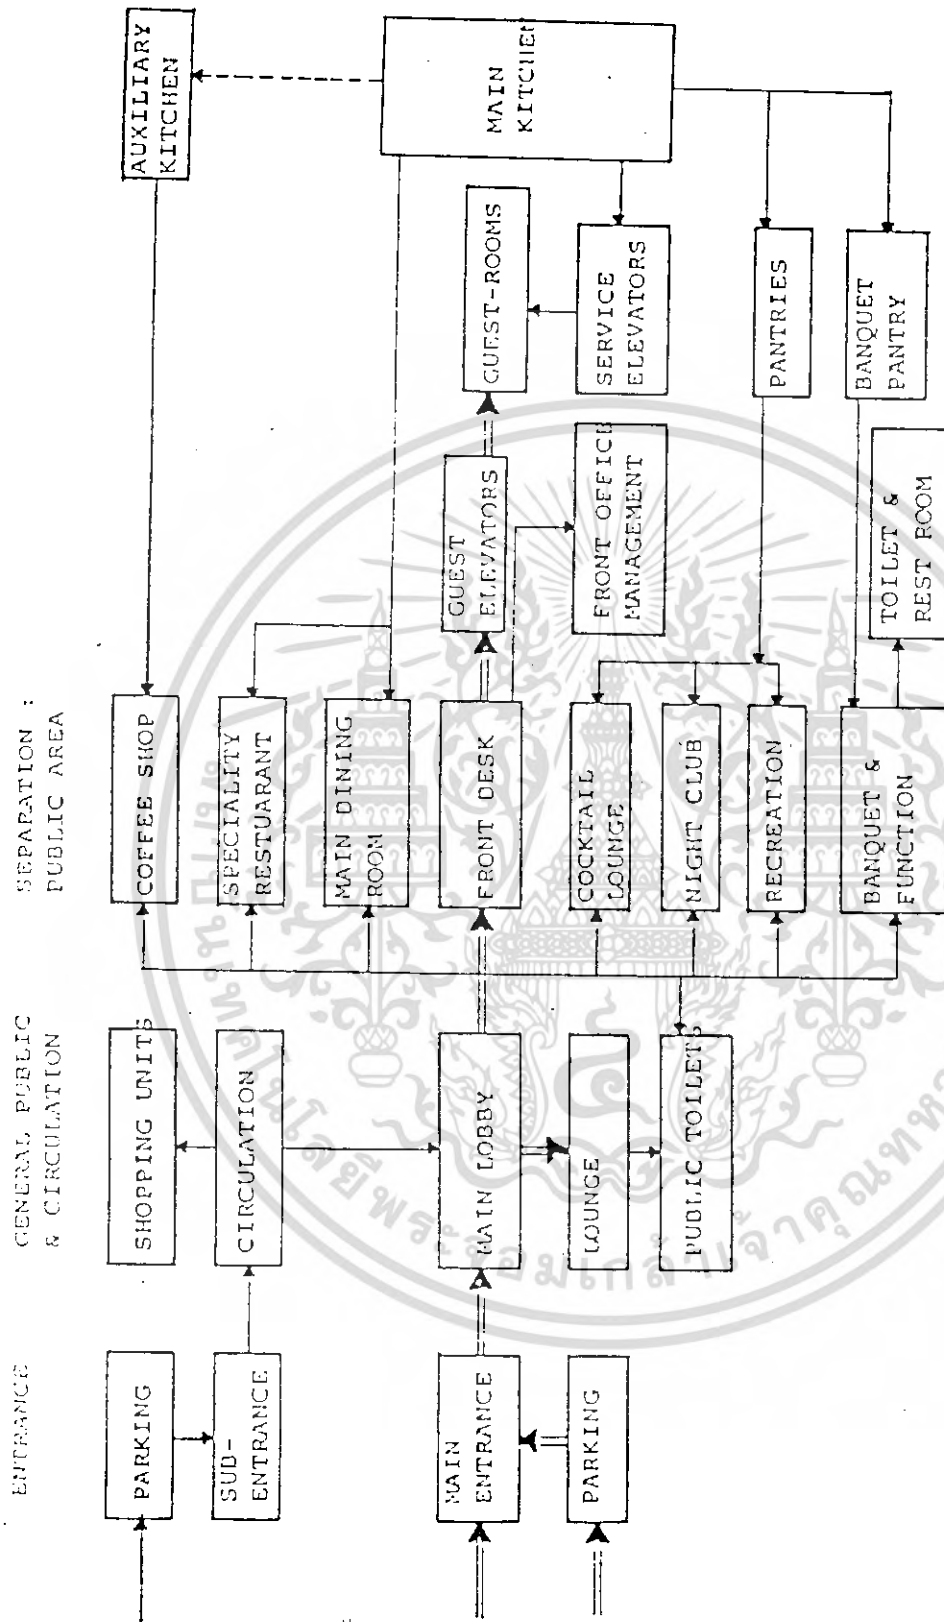 ENTRANCE
GENERAL PUBLIC
& CIRCULATION
SEPARATION :
PUBLIC AREA
PARKING
SUB-
ENTRANCE
MAIN
ENTRANCE
PARKING
SHOPPING UNITS
CIRCULATION
MAIN LOBBY
LOUNGE
PUBLIC TOILETS
COFFEE SHOP
SPECIALITY
RESTUARANT
MAIN DINING
ROOM
FRONT DESK
COCKTAIL
LOUNGE
NIGHT CLUB
RECREATION
BANQUET &
FUNCTION
GUEST
ELEVATORS
FRONT OFFICE
MANAGEMENT
TOILET &
REST ROOM
GUEST-ROOMS
SERVICE
ELEVATORS
PANTRIES
BANQUET
PANTRY
AUXILIARY
KITCHEN
MAIN
KITCHEN